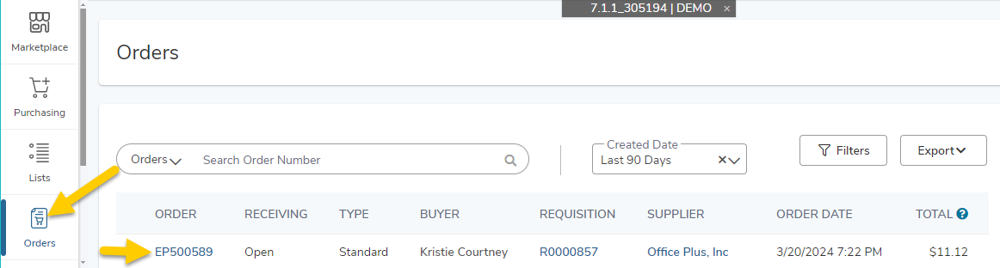 7.1.1_305194 | DEMO ×
Marketplace
Orders
Purchasing
Orders Search Order Number Created Date Last 90 Days × Filters Export
Lists
ORDER RECEIVING TYPE BUYER REQUISITION SUPPLIER ORDER DATE TOTAL ?
Orders
EP500589 Open Standard Kristie Courtney R0000857 Office Plus, Inc 3/20/2024 7:22 PM $11.12